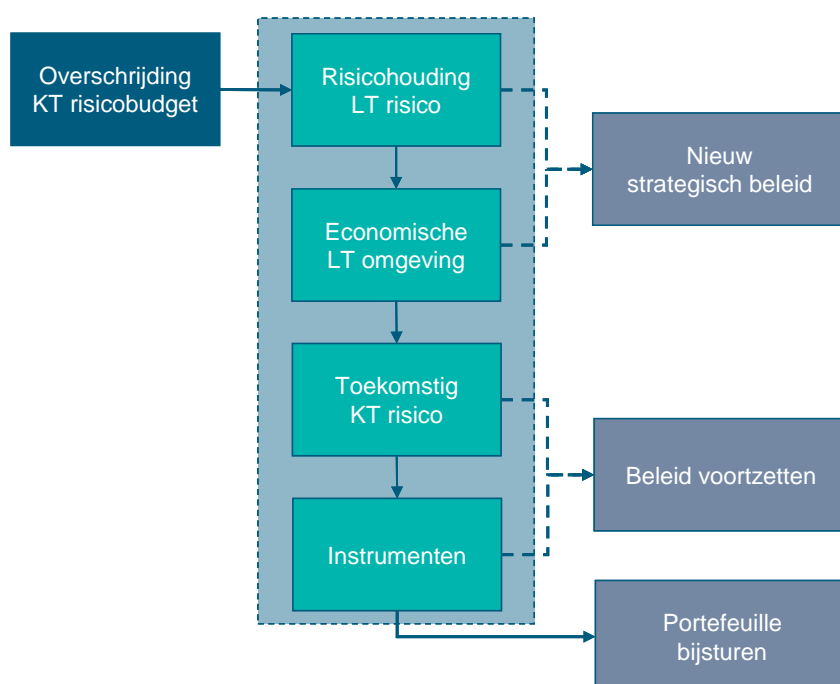 Overschrijding
KT risicobudget
Risicohouding
LT risico
Nieuw
strategisch beleid
Economische
LT omgeving
Toekomstig
KT risico
Beleid voortzetten
Instrumenten
Portefeuille
bijsturen